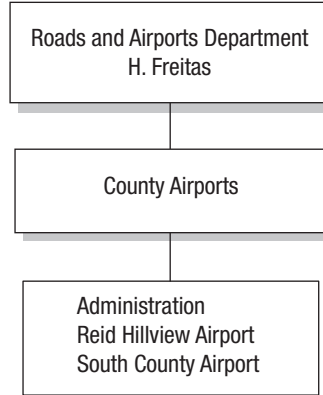 Roads and Airports Department
H. Freitas
County Airports
Administration
Reid Hillview Airport
South County Airport